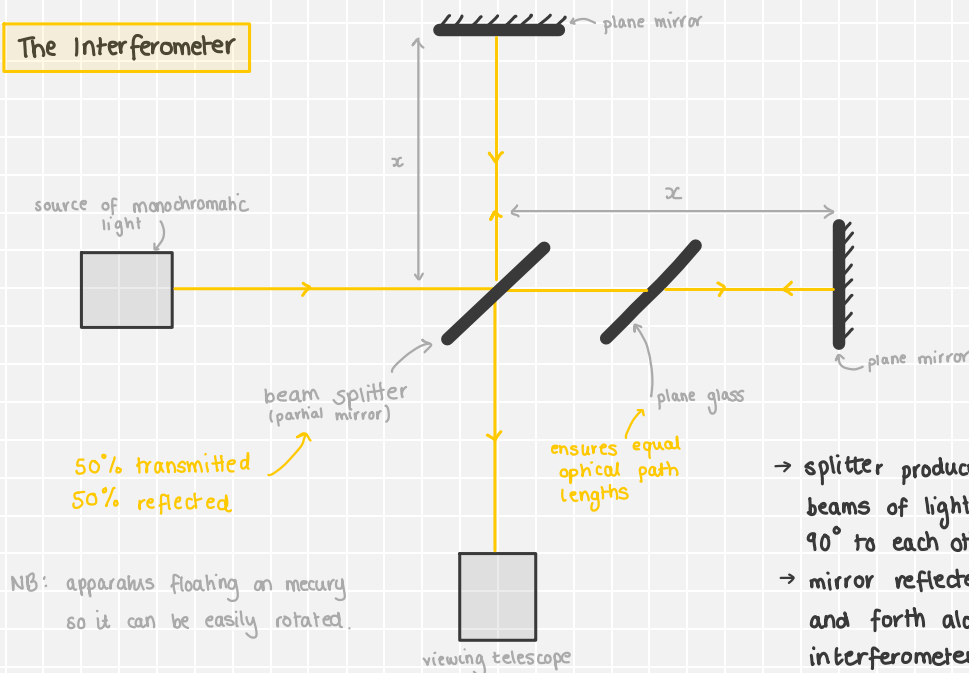 The Interferometer
plane mirror
x
x
source of monochromatic
light
plane mirror
beam splitter
(partial mirror)
plane glass
50% transmitted
50% reflected
ensures equal
optical path
lengths
→ splitter produc
beams of light
90° to each ot
→ mirror reflecte
and forth alo
interferometer
NB: apparatus floating on mecury
so it can be easily rotated.
viewing telescope